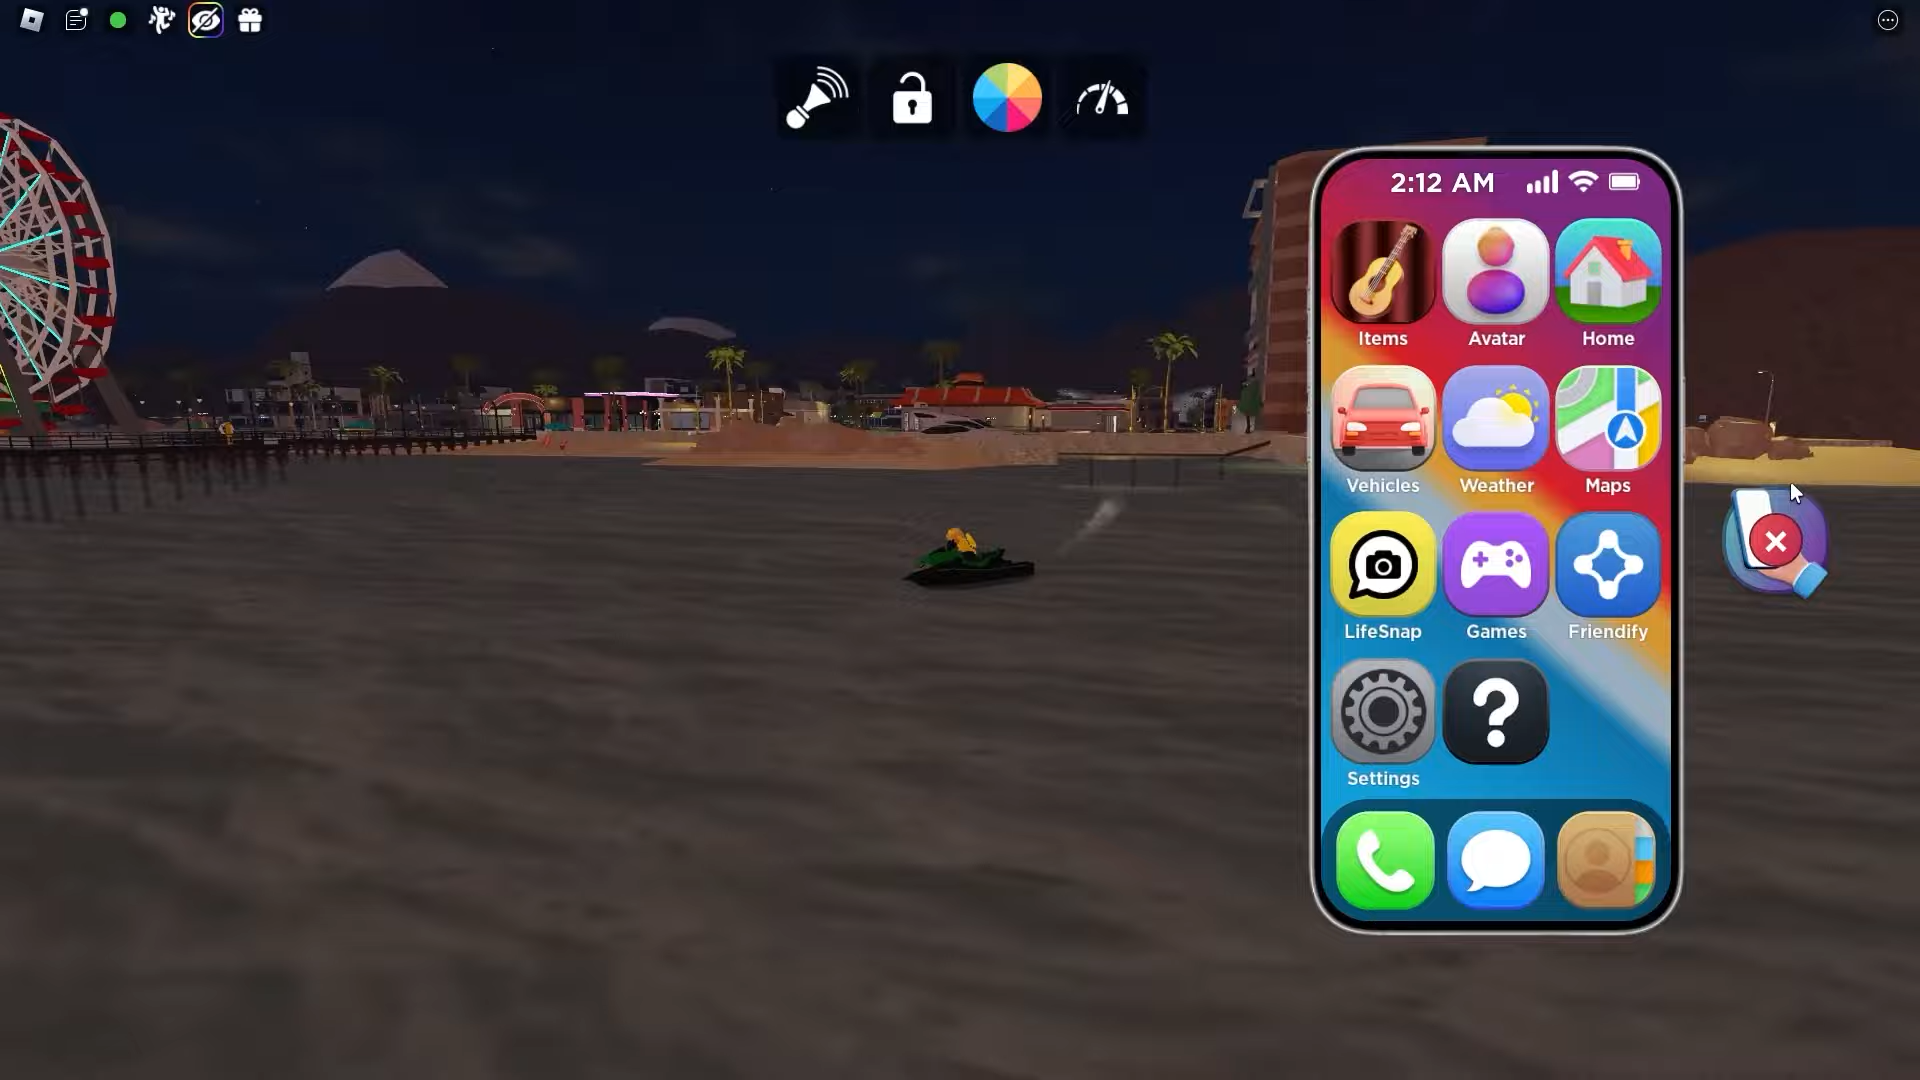 2:12 AM
Items
Avatar
Home
Vehicles
Weather
Maps
LifeSnap
Games
Friendify
?
Settings